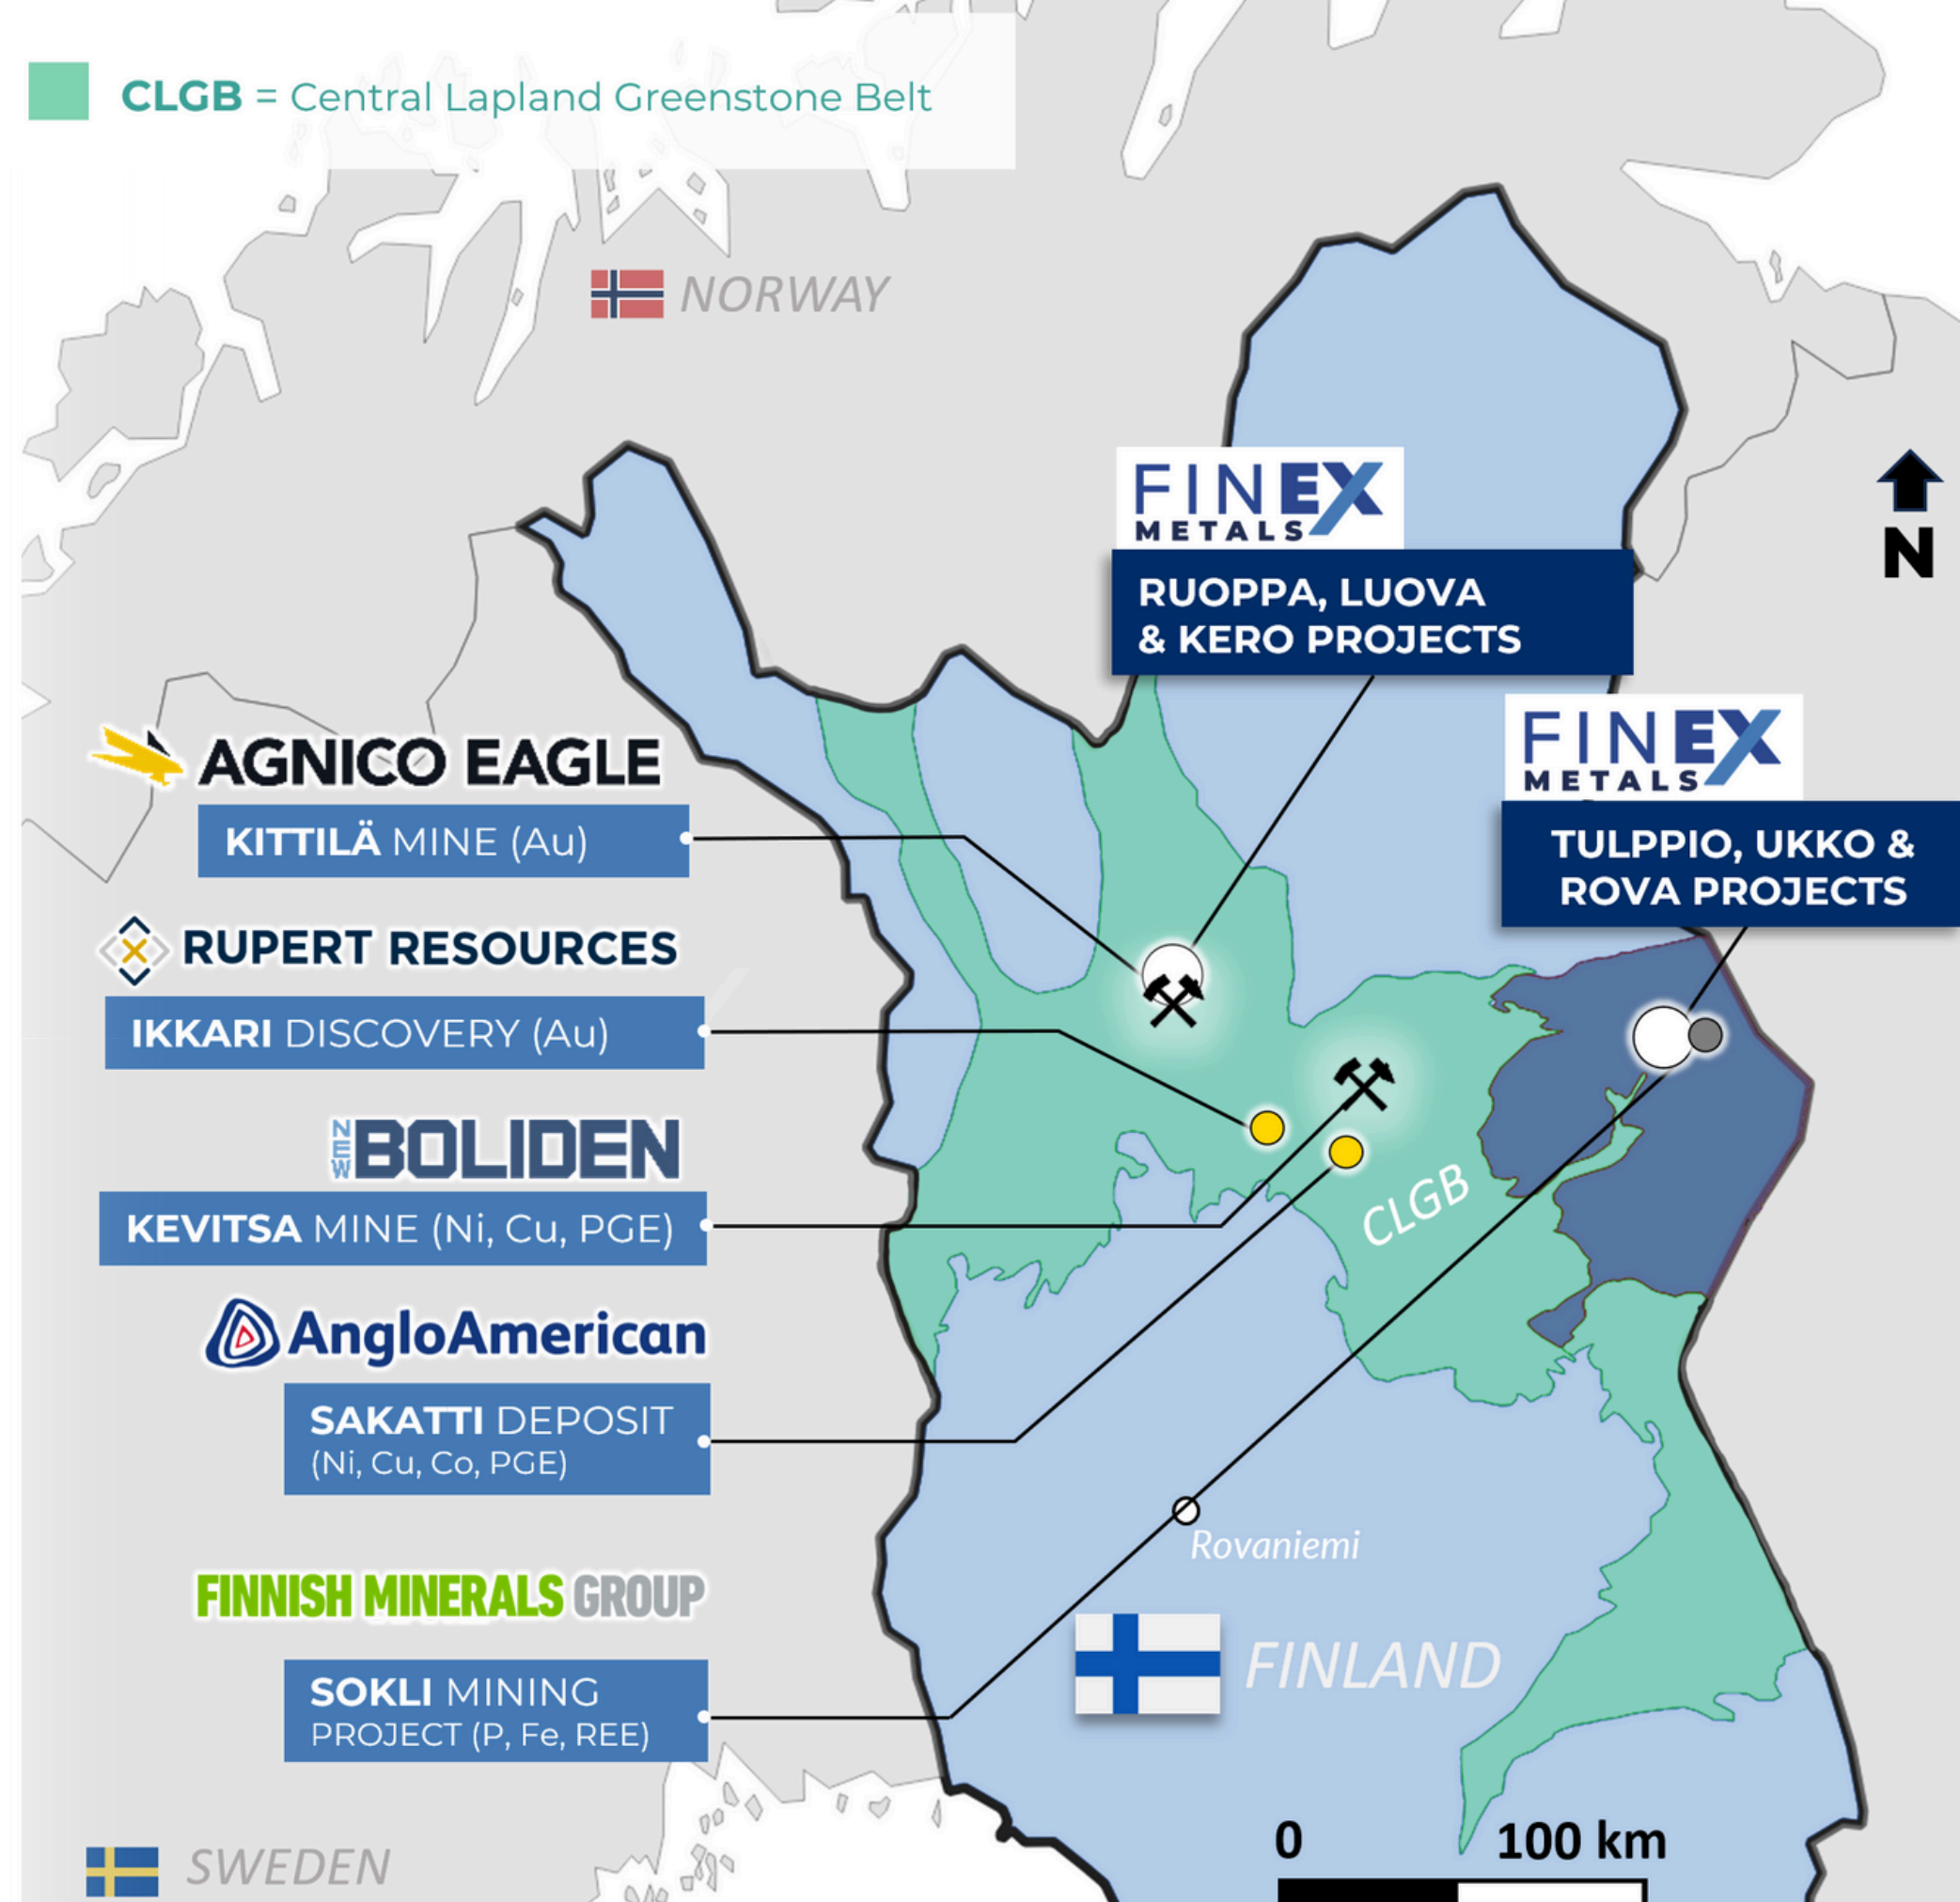 CLGB = Central Lapland Greenstone Belt
NORWAY
FINEX
METALS
RUOPPA, LUOVA
& KERO PROJECTS
N
FINEX
METALS
TULPPIO, UKKO &
ROVA PROJECTS
AGNICO EAGLE
KITTILÄ MINE (Au)
RUPERT RESOURCES
IKKARI DISCOVERY (Au)
NEW BOLIDEN
KEVITSA MINE (Ni, Cu, PGE)
CLGB
AngloAmerican
SAKATTI DEPOSIT
(Ni, Cu, Co, PGE)
Rovaniemi
FINNISH MINERALS GROUP
SOKLI MINING
PROJECT (P, Fe, REE)
FINLAND
SWEDEN
0 100 km